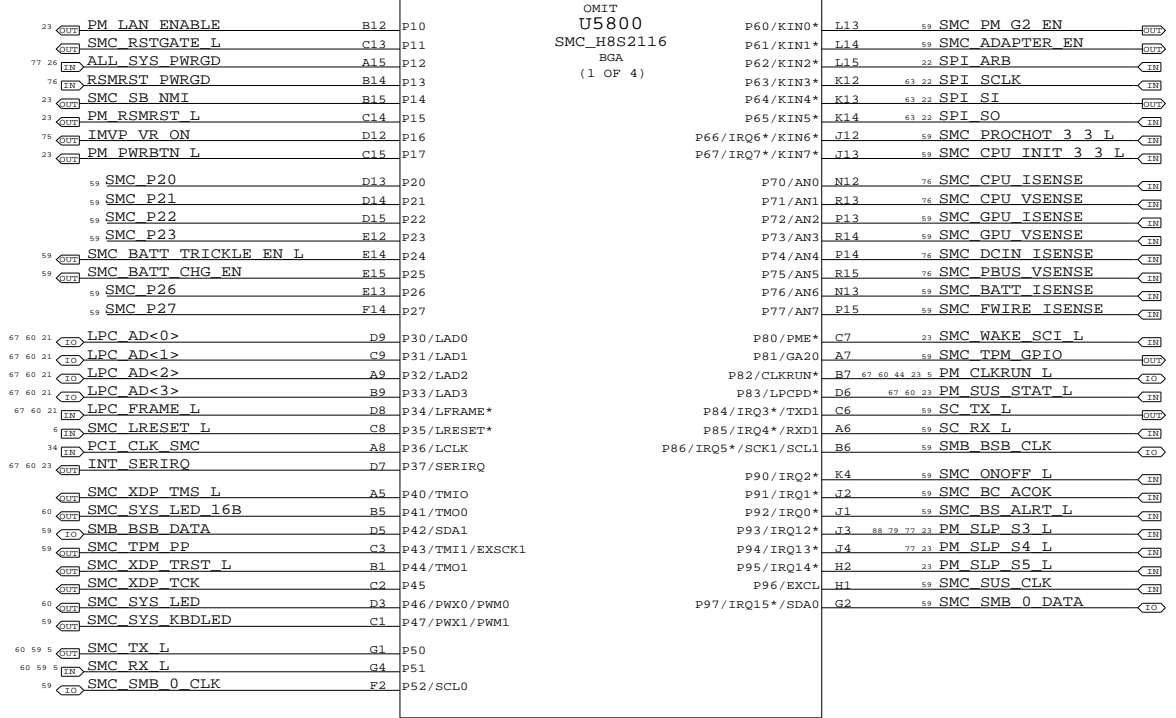 OMIT
U5800
SMC_H8S2116
BGA
(1 OF 4)
23 OUT PM_LAN_ENABLE B12 P10
OUT SMC_RSTGATE_L C13 P11
77 26 IN ALL_SYS_PWRGD A15 P12
76 IN RSMRST_PWRGD B14 P13
23 OUT SMC_SB_NMI B15 P14
23 OUT PM_RSMRST_L C14 P15
75 OUT IMVP_VR_ON D12 P16
23 OUT PM_PWRBTN_L C15 P17
59 SMC_P20 D13 P20
59 SMC_P21 D14 P21
59 SMC_P22 D15 P22
59 SMC_P23 E12 P23
59 OUT SMC_BATT_TRICKLE_EN_L E14 P24
59 OUT SMC_BATT_CHG_EN E15 P25
59 SMC_P26 E13 P26
59 SMC_P27 F14 P27
67 60 21 IO LPC_AD<0> D9 P30/LAD0
67 60 21 IO LPC_AD<1> C9 P31/LAD1
67 60 21 IO LPC_AD<2> A9 P32/LAD2
67 60 21 IO LPC_AD<3> B9 P33/LAD3
67 60 21 IN LPC_FRAME_L D8 P34/LFRAME*
6 IN SMC_LRESET_L C8 P35/LRESET*
34 IN PCI_CLK_SMC A8 P36/LCLK
67 60 23 OUT INT_SERIRQ D7 P37/SERIRQ
OUT SMC_XDP_TMS_L A5 P40/TMIO
60 OUT SMC_SYS_LED_16B B5 P41/TMO0
59 IO SMB_BSB_DATA D5 P42/SDA1
59 OUT SMC_TPM_PP C3 P43/TMI1/EXSCK1
OUT SMC_XDP_TRST_L B1 P44/TMO1
OUT SMC_XDP_TCK C2 P45
60 OUT SMC_SYS_LED D3 P46/PWX0/PWM0
59 OUT SMC_SYS_KBDLED C1 P47/PWX1/PWM1
60 59 5 OUT SMC_TX_L G1 P50
60 59 5 IN SMC_RX_L G4 P51
59 IO SMC_SMB_0_CLK F2 P52/SCL0
P60/KIN0* L13 59 SMC_PM_G2_EN OUT
P61/KIN1* L14 59 SMC_ADAPTER_EN OUT
P62/KIN2* L15 22 SPI_ARB IN
P63/KIN3* K12 63 22 SPI_SCLK IN
P64/KIN4* K13 63 22 SPI_SI OUT
P65/KIN5* K14 63 22 SPI_SO IN
P66/IRQ6*/KIN6* J12 59 SMC_PROCHOT_3_3_L IN
P67/IRQ7*/KIN7* J13 59 SMC_CPU_INIT_3_3_L IN
P70/AN0 N12 76 SMC_CPU_ISENSE IN
P71/AN1 R13 76 SMC_CPU_VSENSE IN
P72/AN2 P13 59 SMC_GPU_ISENSE IN
P73/AN3 R14 59 SMC_GPU_VSENSE IN
P74/AN4 P14 76 SMC_DCIN_ISENSE IN
P75/AN5 R15 76 SMC_PBUS_VSENSE IN
P76/AN6 N13 59 SMC_BATT_ISENSE IN
P77/AN7 P15 59 SMC_FWIRE_ISENSE IN
P80/PME* C7 23 SMC_WAKE_SCI_L IN
P81/GA20 A7 59 SMC_TPM_GPIO OUT
P82/CLKRUN* B7 67 60 44 23 5 PM_CLKRUN_L IO
P83/LPCPD* D6 67 60 23 PM_SUS_STAT_L IN
P84/IRQ3*/TXD1 C6 59 SC_TX_L OUT
P85/IRQ4*/RXD1 A6 59 SC_RX_L IN
P86/IRQ5*/SCK1/SCL1 B6 59 SMB_BSB_CLK IO
P90/IRQ2* K4 59 SMC_ONOFF_L IN
P91/IRQ1* J2 59 SMC_BC_ACOK IN
P92/IRQ0* J1 59 SMC_BS_ALRT_L IN
P93/IRQ12* J3 88 79 77 23 PM_SLP_S3_L IN
P94/IRQ13* J4 77 23 PM_SLP_S4_L IN
P95/IRQ14* H2 23 PM_SLP_S5_L IN
P96/EXCL H1 59 SMC_SUS_CLK IN
P97/IRQ15*/SDA0 G2 59 SMC_SMB_0_DATA IO